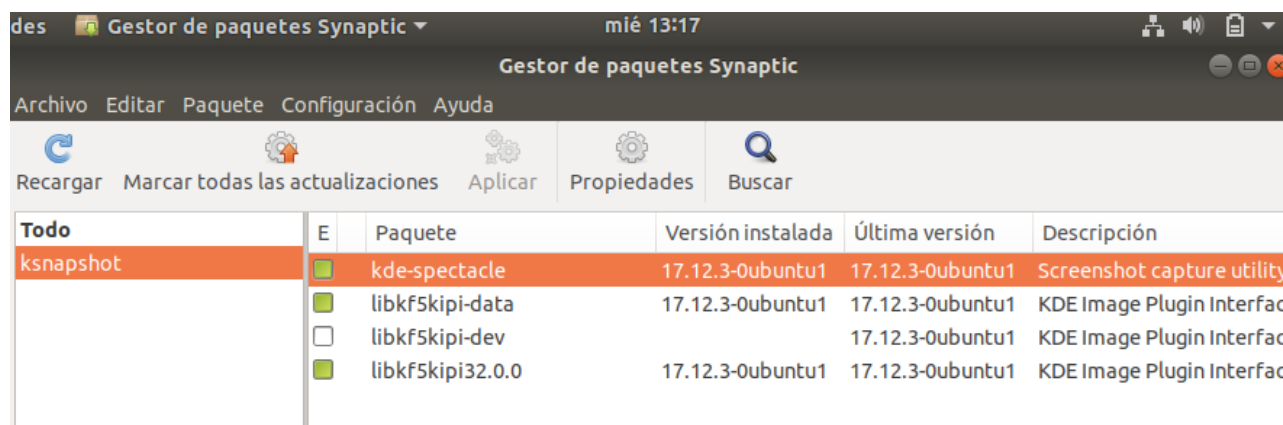 des Gestor de paquetes Synaptic mié 13:17
Gestor de paquetes Synaptic
Archivo Editar Paquete Configuración Ayuda
Recargar Marcar todas las actualizaciones Aplicar Propiedades Buscar
Todo E Paquete Versión instalada Última versión Descripción
ksnapshot kde-spectacle 17.12.3-0ubuntu1 17.12.3-0ubuntu1 Screenshot capture utility
libkf5kipi-data 17.12.3-0ubuntu1 17.12.3-0ubuntu1 KDE Image Plugin Interfac
libkf5kipi-dev 17.12.3-0ubuntu1 KDE Image Plugin Interfac
libkf5kipi32.0.0 17.12.3-0ubuntu1 17.12.3-0ubuntu1 KDE Image Plugin Interfac